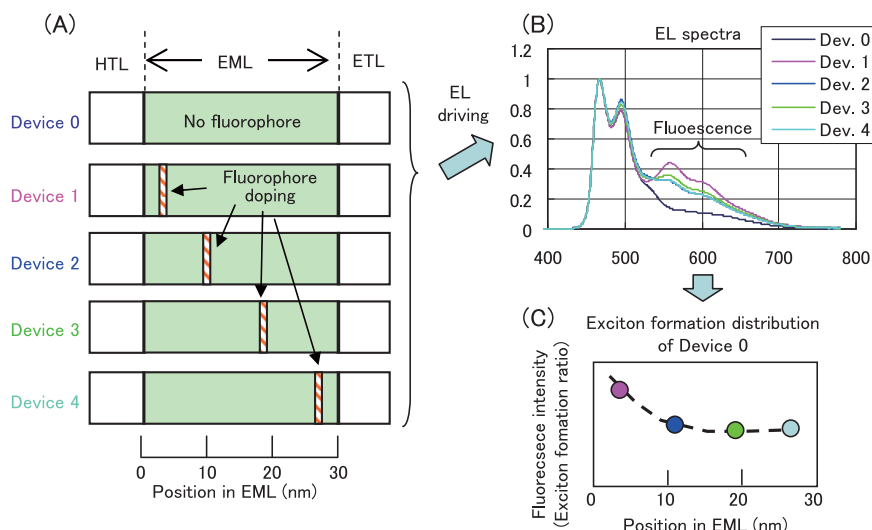 (A)
HTL
EML
ETL
Device 0
No fluorophore
Device 1
Fluorophore
doping
Device 2
Device 3
Device 4
0 10 20 30
Position in EML (nm)
EL
driving
(B)
EL spectra
1.2
1
0.8
0.6
0.4
0.2
0
400 500 600 700 800
Fluoescence
Dev. 0
Dev. 1
Dev. 2
Dev. 3
Dev. 4
(C)
Exciton formation distribution
of Device 0
Fluorecsece intensity
(Exciton fomation ratio)
0 10 20 30
Position in EML (nm)